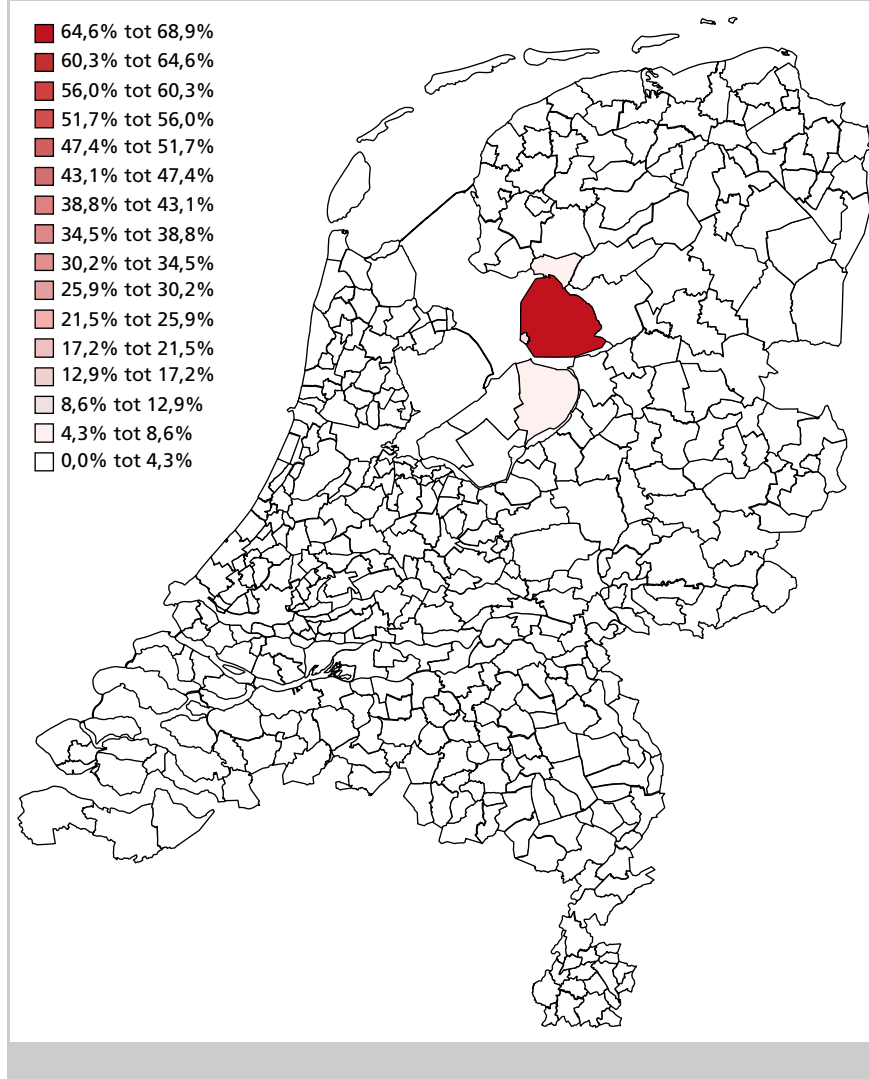 64,6% tot 68,9%
60,3% tot 64,6%
56,0% tot 60,3%
51,7% tot 56,0%
47,4% tot 51,7%
43,1% tot 47,4%
38,8% tot 43,1%
34,5% tot 38,8%
30,2% tot 34,5%
25,9% tot 30,2%
21,5% tot 25,9%
17,2% tot 21,5%
12,9% tot 17,2%
8,6% tot 12,9%
4,3% tot 8,6%
0,0% tot 4,3%